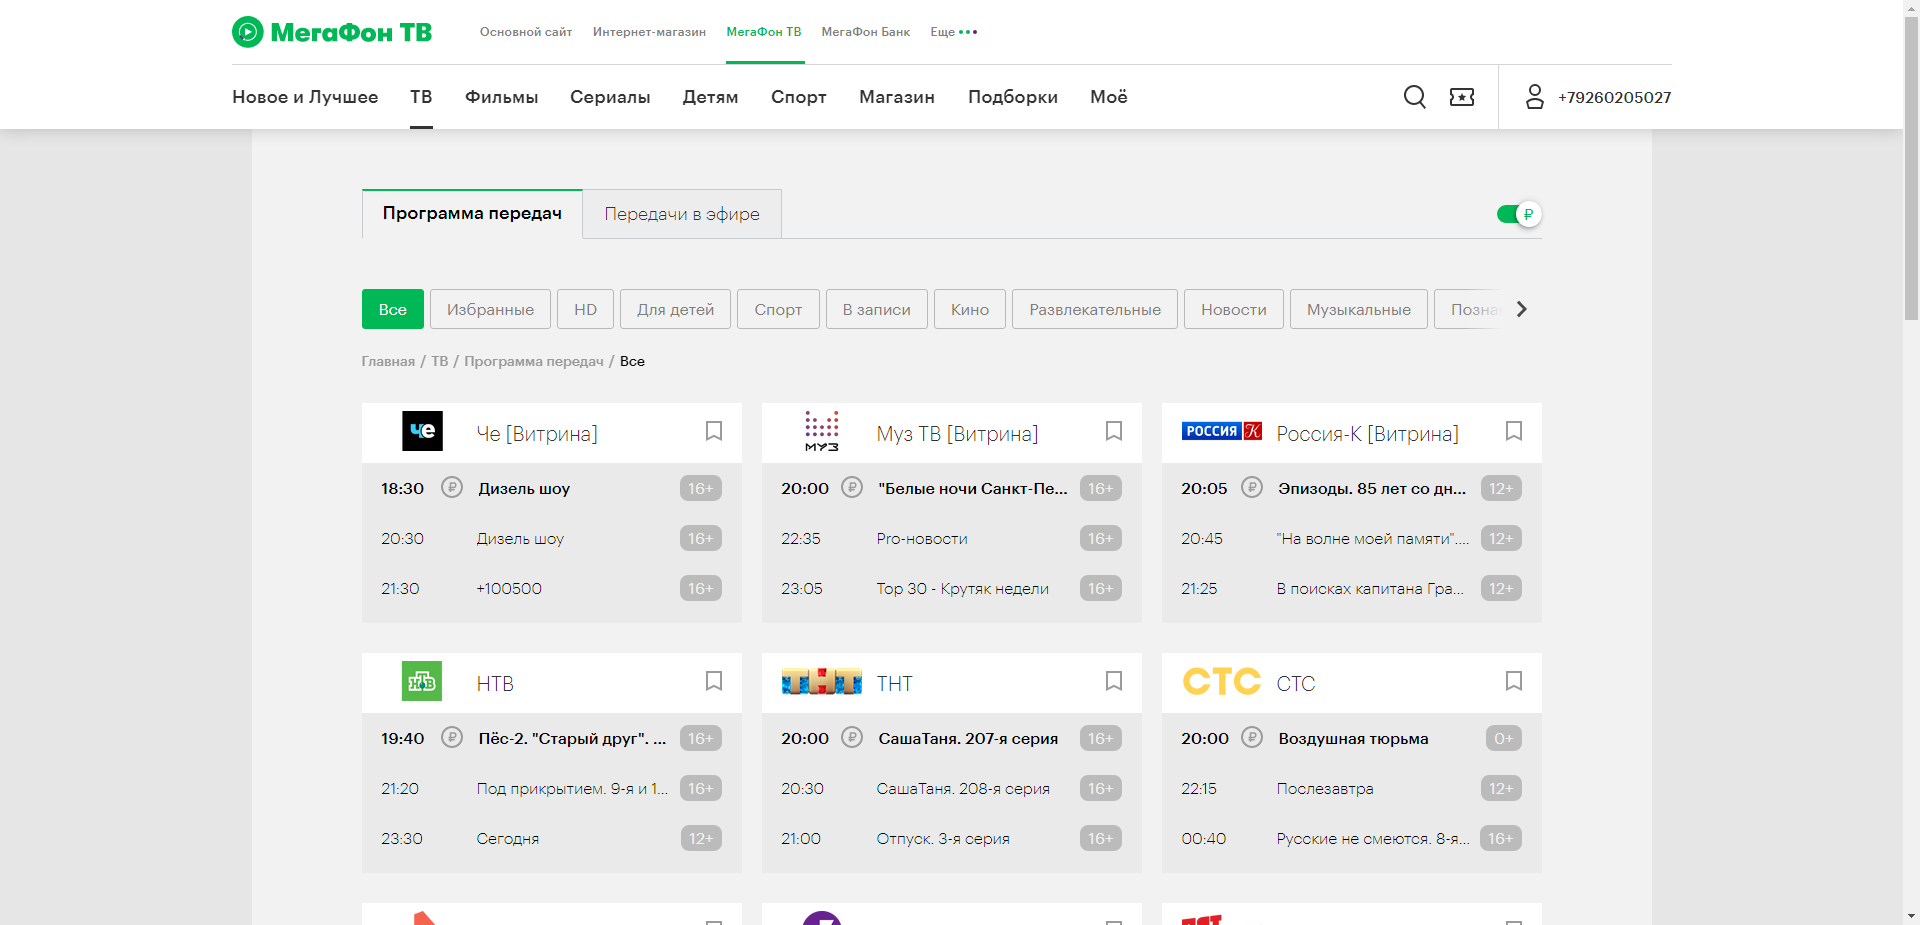 МегаФон ТВ
Основной сайт Интернет-магазин МегаФон ТВ МегаФон Банк Еще
Новое и Лучшее ТВ Фильмы Сериалы Детям Спорт Магазин Подборки Моё +79260205027
Программа передач Передачи в эфире ₽
Все Избранные HD Для детей Спорт В записи Кино Развлекательные Новости Музыкальные Позна
Главная / ТВ / Программа передач / Все
че Че [Витрина]
18:30 ₽ Дизель шоу 16+
20:30 Дизель шоу 16+
21:30 +100500 16+
МУЗ Муз ТВ [Витрина]
20:00 ₽ "Белые ночи Санкт-Пе... 16+
22:35 Pro-новости 16+
23:05 Top 30 - Крутяк недели 16+
РОССИЯ К Россия-К [Витрина]
20:05 ₽ Эпизоды. 85 лет со дн... 12+
20:45 "На волне моей памяти".... 12+
21:25 В поисках капитана Гра... 12+
НТВ НТВ
19:40 ₽ Пёс-2. "Старый друг". ... 16+
21:20 Под прикрытием. 9-я и 1... 16+
23:30 Сегодня 12+
ТНТ ТНТ
20:00 ₽ СашаТаня. 207-я серия 16+
20:30 СашаТаня. 208-я серия 16+
21:00 Отпуск. 3-я серия 16+
СТС СТС
20:00 ₽ Воздушная тюрьма 0+
22:15 Послезавтра 12+
00:40 Русские не смеются. 8-я... 16+